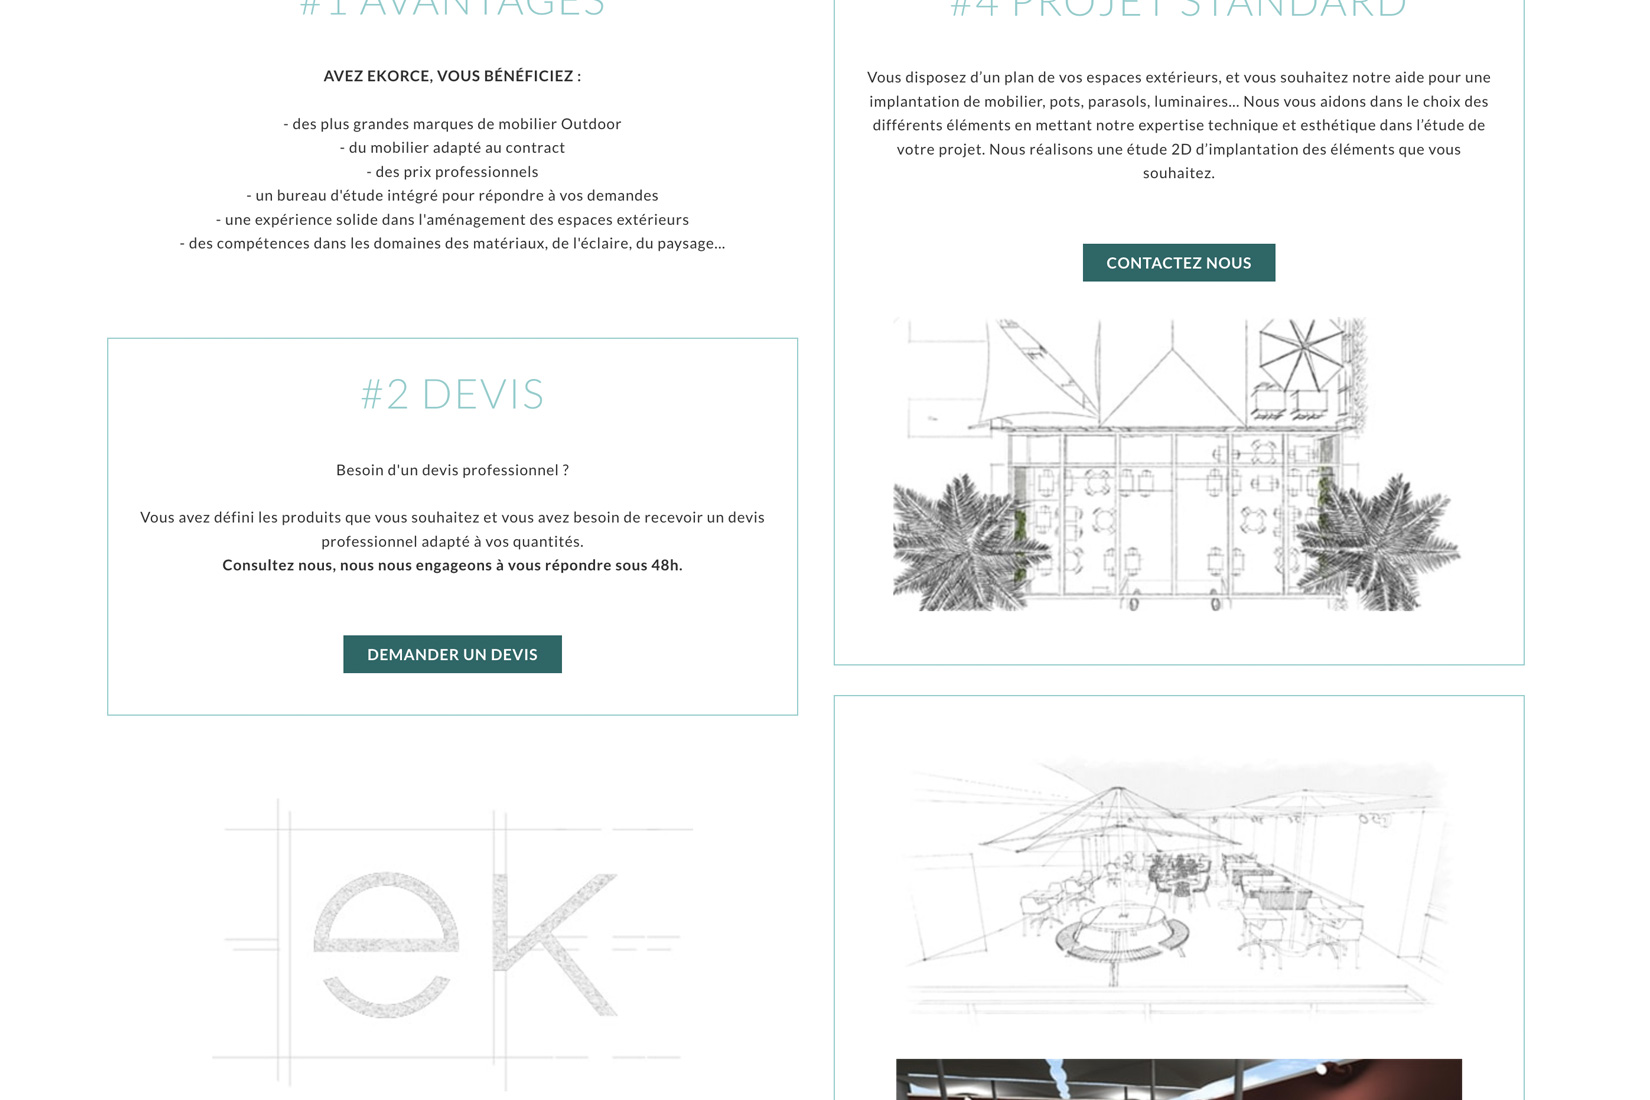 #1 AVANTAGES
AVEZ EKORCE, VOUS BÉNÉFICIEZ :
- des plus grandes marques de mobilier Outdoor
- du mobilier adapté au contract
- des prix professionnels
- un bureau d'étude intégré pour répondre à vos demandes
- une expérience solide dans l'aménagement des espaces extérieurs
- des compétences dans les domaines des matériaux, de l'éclaire, du paysage...
#2 DEVIS
Besoin d'un devis professionnel ?
Vous avez défini les produits que vous souhaitez et vous avez besoin de recevoir un devis
professionnel adapté à vos quantités.
Consultez nous, nous nous engageons à vous répondre sous 48h.
DEMANDER UN DEVIS
ek
#4 PROJET STANDARD
Vous disposez d’un plan de vos espaces extérieurs, et vous souhaitez notre aide pour une
implantation de mobilier, pots, parasols, luminaires… Nous vous aidons dans le choix des
différents éléments en mettant notre expertise technique et esthétique dans l’étude de
votre projet. Nous réalisons une étude 2D d’implantation des éléments que vous
souhaitez.
CONTACTEZ NOUS